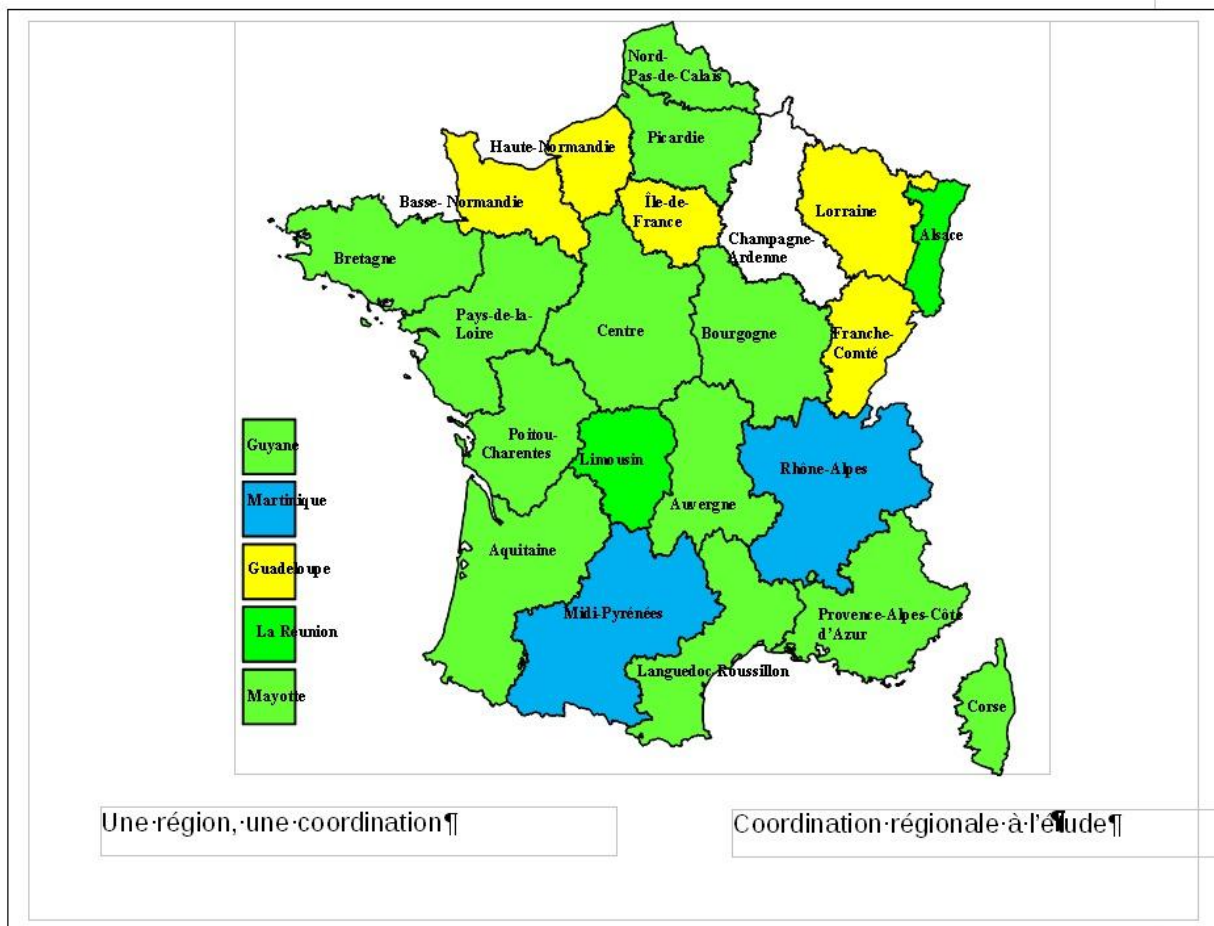 Nord-
Pas-de-Calais
Picardie
Haute-Normandie
Basse- Normandie
Île-de-
France
Lorraine
Alsace
Champagne-
Ardenne
Bretagne
Pays-de-la-
Loire
Centre
Bourgogne
Franche-
Comté
Poitou-
Charentes
Limousin
Auvergne
Rhône-Alpes
Aquitaine
Midi-Pyrénées
Languedoc Roussillon
Provence-Alpes-Côte
d’Azur
Corse
Guyane
Martinique
Guadeloupe
La Réunion
Mayotte
Une·région,·une·coordination¶
Coordination·régionale·à·l’étude¶